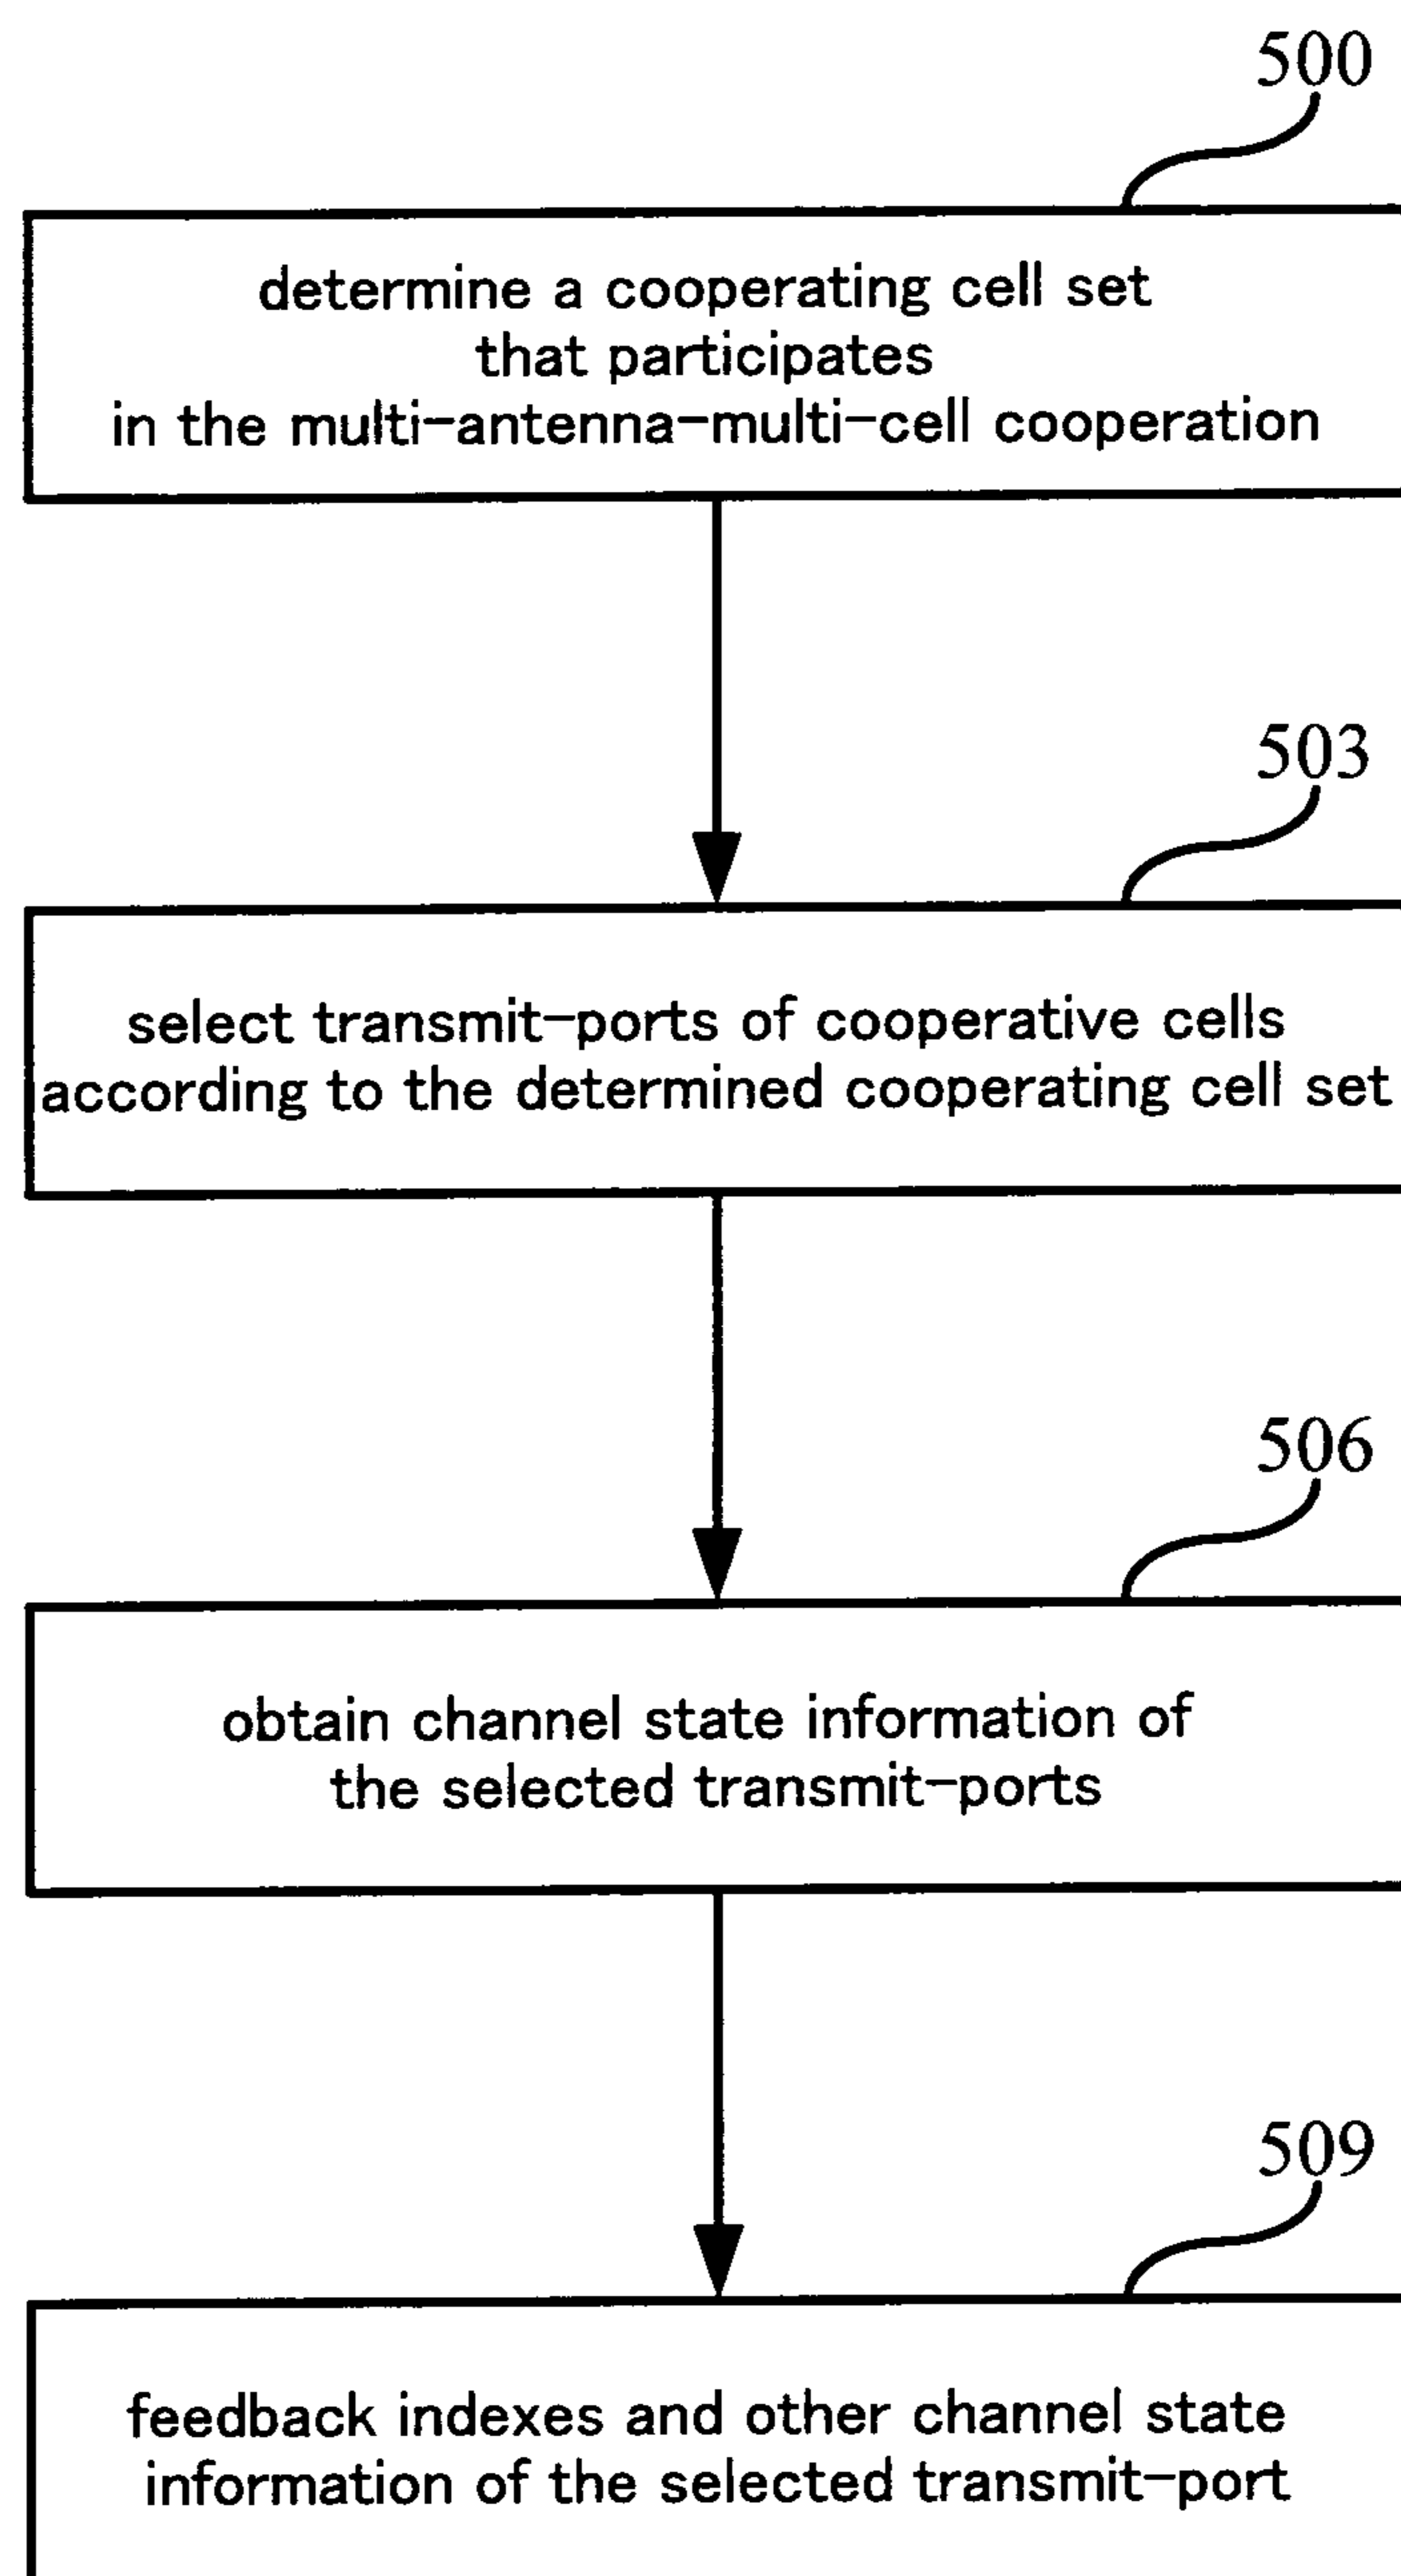 500
determine a cooperating cell set
that participates
in the multi-antenna-multi-cell cooperation
503
select transmit-ports of cooperative cells
according to the determined cooperating cell set
506
obtain channel state information of
the selected transmit-ports
509
feedback indexes and other channel state
information of the selected transmit-port